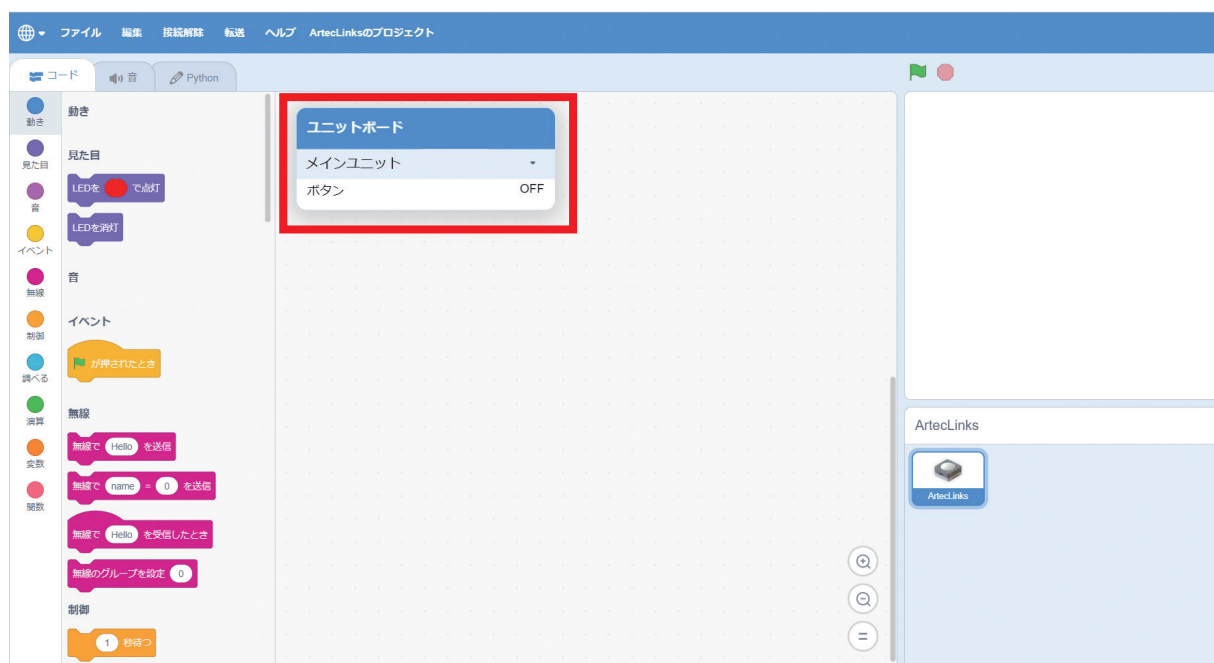 ファイル 編集 接続解除 転送 ヘルプ ArtecLinksのプロジェクト
コード 音 Python
動き
見た目
音
イベント
無線
制御
調べる
演算
変数
関数
動き
見た目
LEDを で点灯
LEDを消灯
音
イベント
が押されたとき
無線
無線で Hello を送信
無線で name = 0 を送信
無線で Hello を受信したとき
無線のグループを設定 0
制御
1 秒待つ
ユニットボード
メインユニット
ボタン OFF
ArtecLinks
ArtecLinks